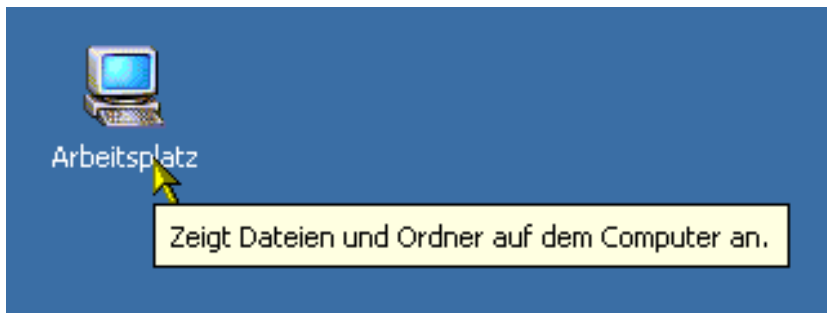 Arbeitsplatz
Zeigt Dateien und Ordner auf dem Computer an.